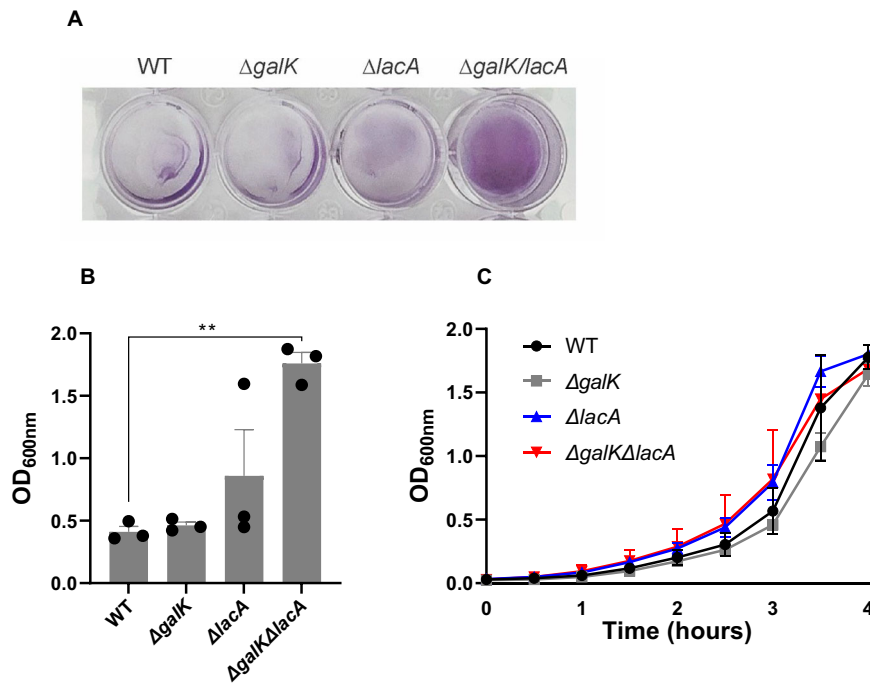 A
WT ΔgalK ΔlacA ΔgalK/lacA
B
**
2.0
1.5
1.0
0.5
0.0
OD600nm
WT
ΔgalK
ΔlacA
ΔgalKΔlacA
C
2.0
1.5
1.0
0.5
0.0
OD600nm
WT
ΔgalK
ΔlacA
ΔgalKΔlacA
0 1 2 3 4
Time (hours)